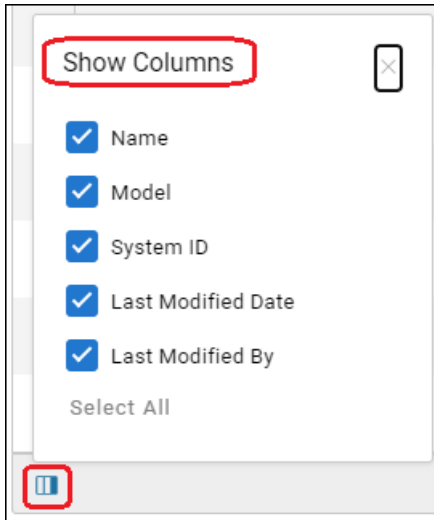 Show Columns
Name
Model
System ID
Last Modified Date
Last Modified By
Select All